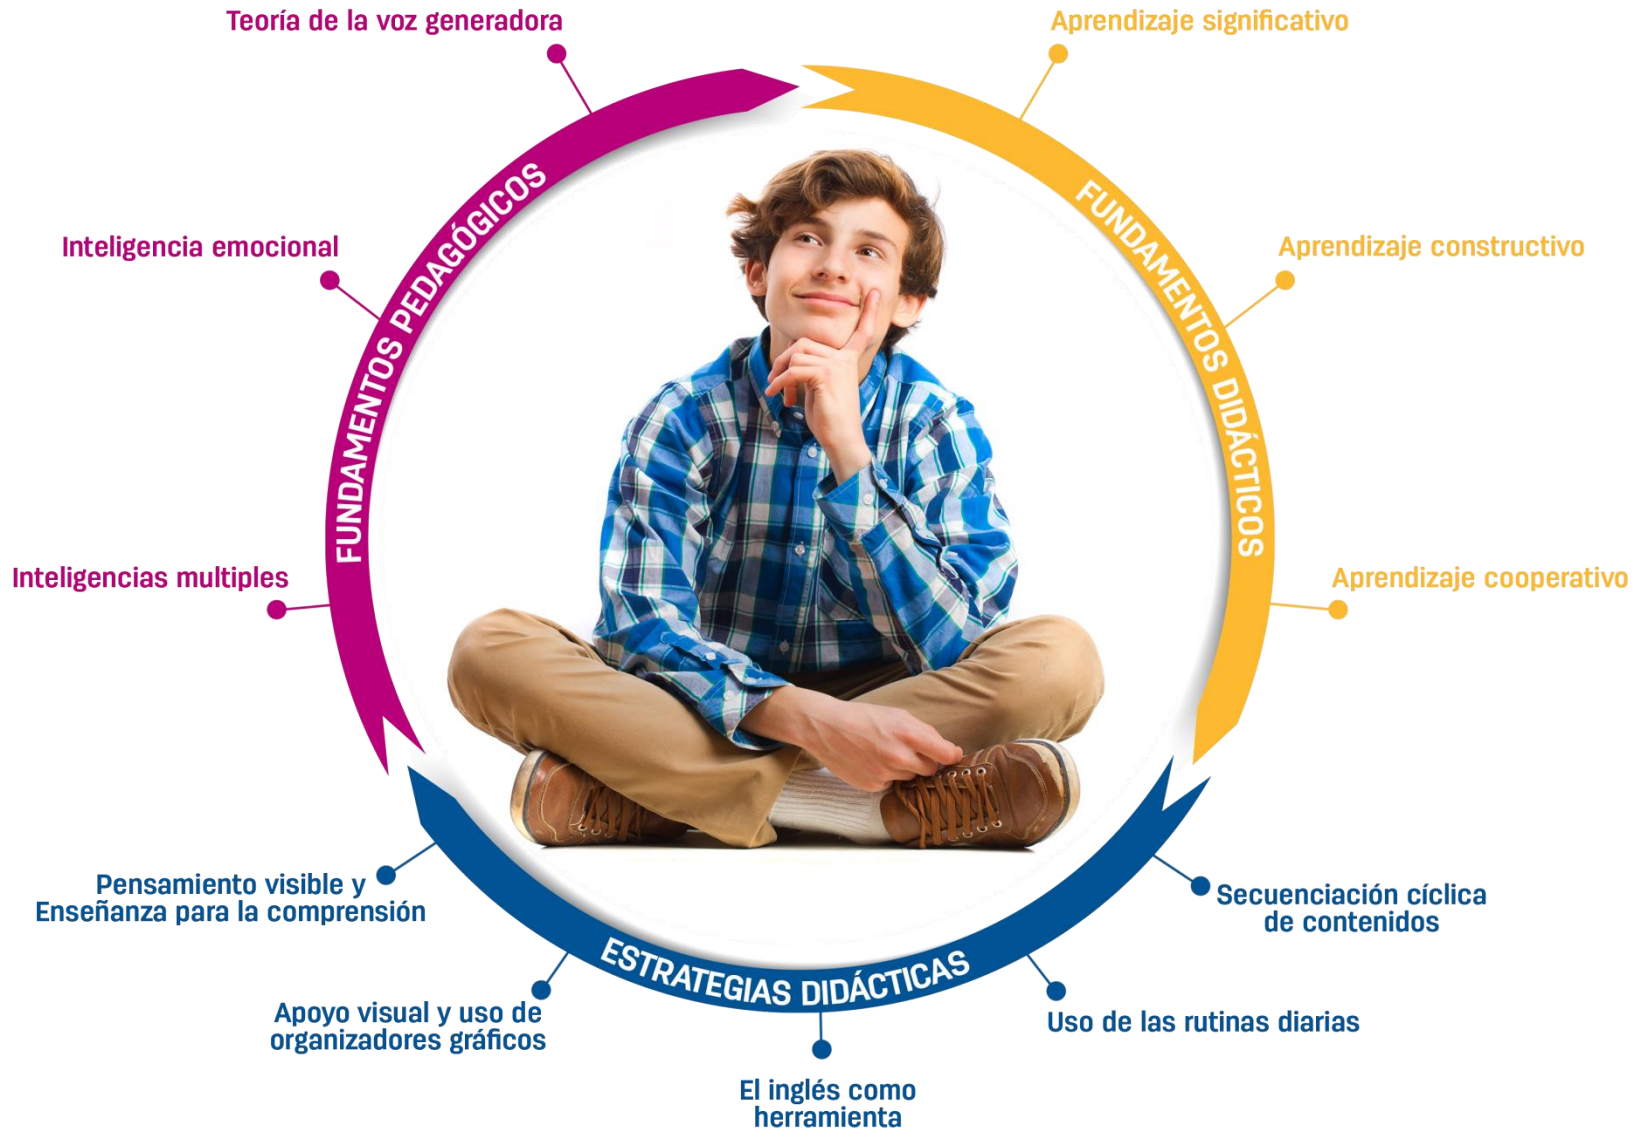 Teoría de la voz generadora
Inteligencia emocional
Inteligencias multiples
FUNDAMENTOS PEDAGÓGICOS
Aprendizaje significativo
Aprendizaje constructivo
Aprendizaje cooperativo
FUNDAMENTOS DIDÁCTICOS
Pensamiento visible y
Enseñanza para la comprensión
Apoyo visual y uso de
organizadores gráficos
El inglés como
herramienta
Uso de las rutinas diarias
Secuenciación cíclica
de contenidos
ESTRATEGIAS DIDÁCTICAS